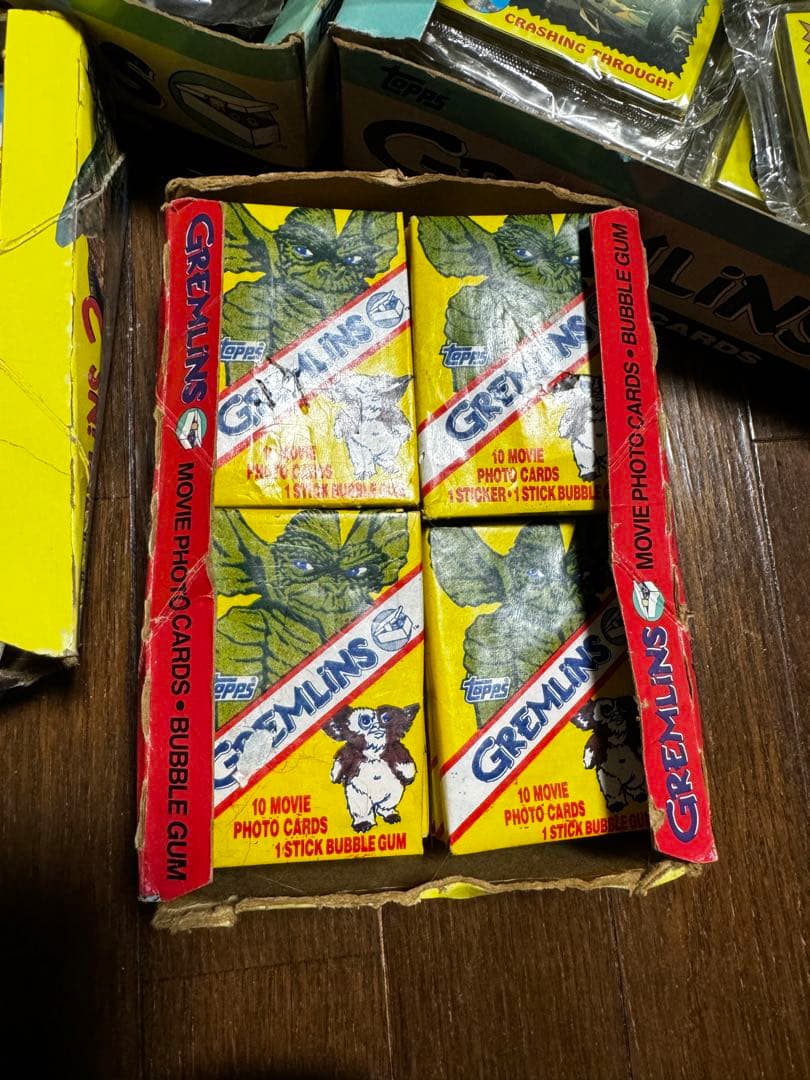 CRASHING THROUGH!
topps
GREMLINS
MOVIE PHOTO CARDS • BUBBLE GUM
topps
GREMLINS
10 MOVIE
PHOTO CARDS
1 STICK BUBBLE GUM
topps
GREMLINS
10 MOVIE
PHOTO CARDS
1 STICKER • 1 STICK BUBBLE G
topps
GREMLINS
10 MOVIE
PHOTO CARDS
1 STICK BUBBLE GUM
topps
GREMLINS
10 MOVIE
PHOTO CARDS
1 STICK BUBBLE GUM
GREMLINS
MOVIE PHOTO CARDS • BUBBLE GUM
CARDS